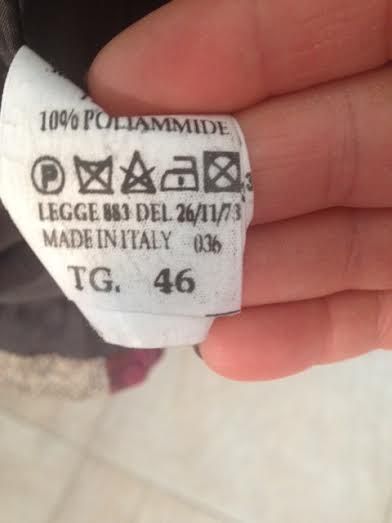 10% POLIAMMIDE
P
LEGGE 883 DEL 26/11/73
MADE IN ITALY 036
TG. 46